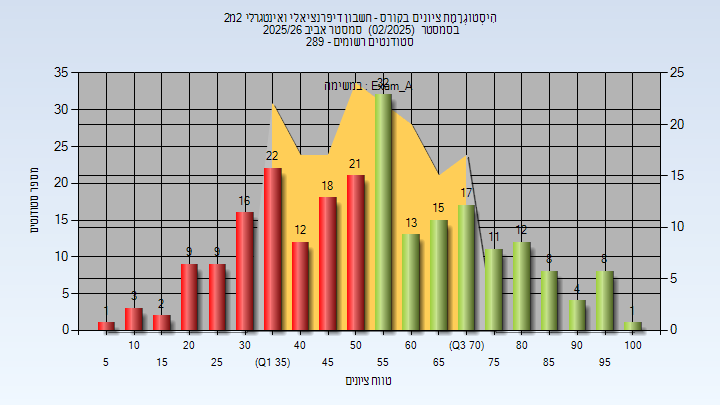 הִיסְטוֹגְרָמַת ציונים בקורס - חשבון דיפרנציאלי ואינטגרלי 2מ2
בסמסטר (02/2025) סמסטר אביב 2025/26
סטודנטים רשומים - 289
במשימה : Exam_A
מספר סטודנטים
35 30 25 20 15 10 5 0
25 20 15 10 5 0
1 3 2 9 9 16 22 12 18 21 32 13 15 17 11 12 8 4 8 1
10 20 30 40 50 60 (Q3 70) 80 90 100
5 15 25 (Q1 35) 45 55 65 75 85 95
טווח ציונים